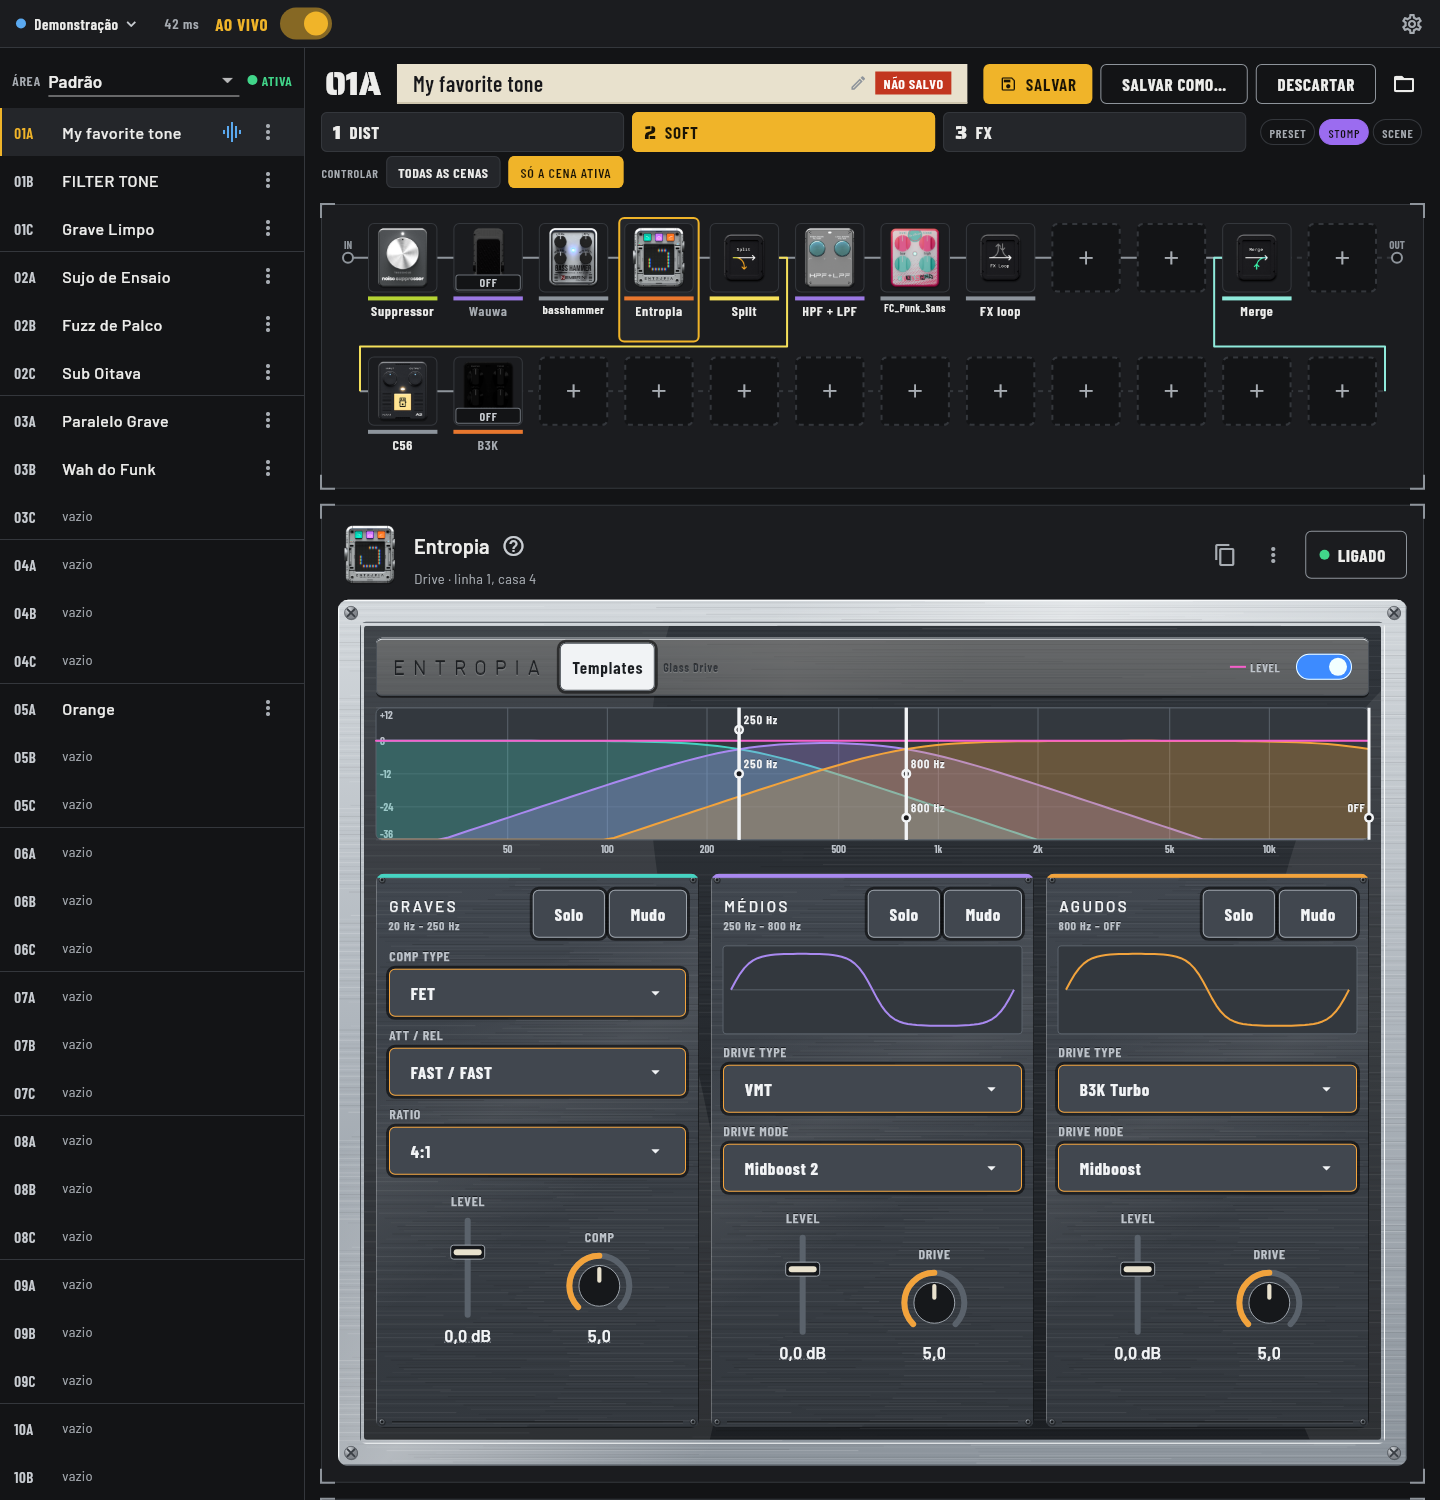 Demonstração
42 ms
AO VIVO
ÁREA
Padrão
ATIVA
01A My favorite tone
01B FILTER TONE
01C Grave Limpo
02A Sujo de Ensaio
02B Fuzz de Palco
02C Sub Oitava
03A Paralelo Grave
03B Wah do Funk
03C vazio
04A vazio
04B vazio
04C vazio
05A Orange
05B vazio
05C vazio
06A vazio
06B vazio
06C vazio
07A vazio
07B vazio
07C vazio
08A vazio
08B vazio
08C vazio
09A vazio
09B vazio
09C vazio
10A vazio
10B vazio
01A
My favorite tone
NÃO SALVO
SALVAR
SALVAR COMO...
DESCARTAR
1 DIST
2 SOFT
3 FX
PRESET
STOMP
SCENE
CONTROLAR
TODAS AS CENAS
SÓ A CENA ATIVA
IN
OFF
Split
HPF+LPF
FX Loop
Merge
OUT
Suppressor
Wauwa
basshammer
Entropia
Split
HPF + LPF
FC_Punk_Sans
FX loop
Merge
OFF
C56
B3K
Entropia
Drive · linha 1, casa 4
LIGADO
ENTROPIA
Templates
Glass Drive
LEVEL
+12
0
-12
-24
-36
250 Hz
250 Hz
800 Hz
800 Hz
OFF
50 100 200 500 1k 2k 5k 10k
GRAVES
20 Hz – 250 Hz
Solo
Mudo
COMP TYPE
FET
ATT / REL
FAST / FAST
RATIO
4:1
LEVEL
COMP
0,0 dB
5,0
MÉDIOS
250 Hz – 800 Hz
Solo
Mudo
DRIVE TYPE
VMT
DRIVE MODE
Midboost 2
LEVEL
DRIVE
0,0 dB
5,0
AGUDOS
800 Hz – OFF
Solo
Mudo
DRIVE TYPE
B3K Turbo
DRIVE MODE
Midboost
LEVEL
DRIVE
0,0 dB
5,0